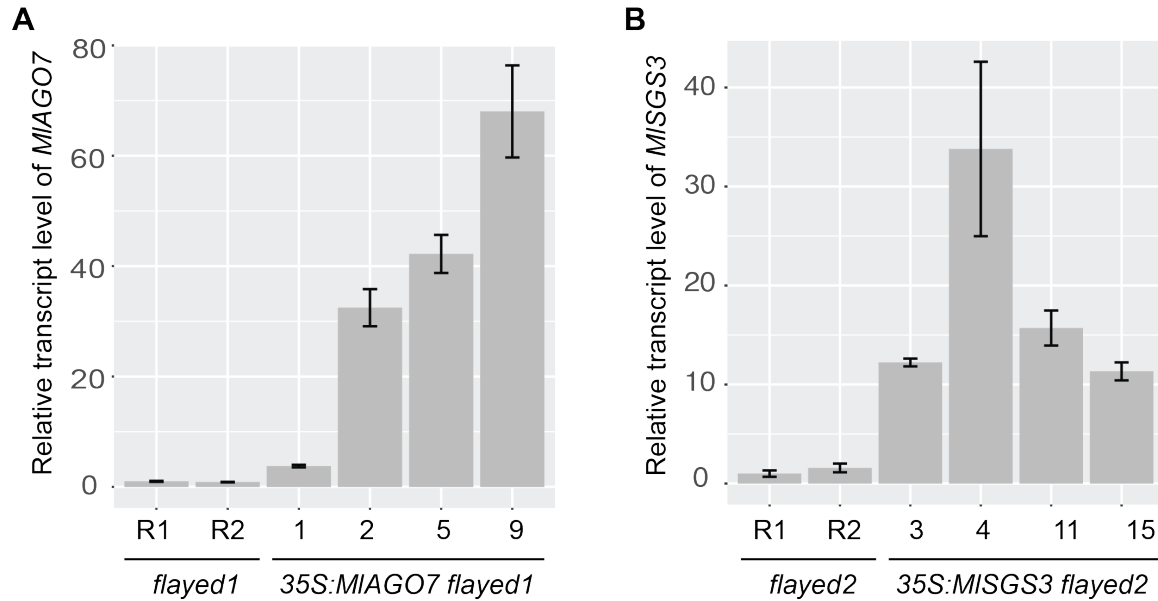 A
Relative transcript level of MlAGO7
80
60
40
20
0
R1 R2 1 2 5 9
flayed1 35S:MlAGO7 flayed1
B
Relative transcript level of MlSGS3
40
30
20
10
0
R1 R2 3 4 11 15
flayed2 35S:MlSGS3 flayed2